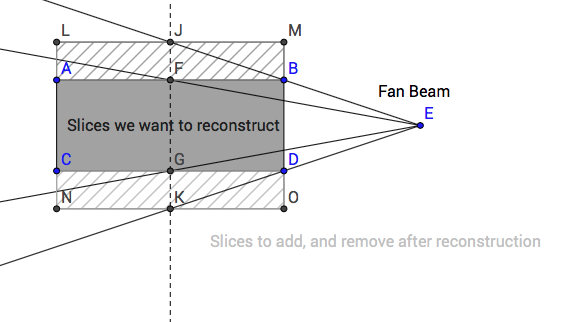 L J M
A F B
Fan Beam
E
Slices we want to reconstruct
C G D
N K O
Slices to add, and remove after reconstruction